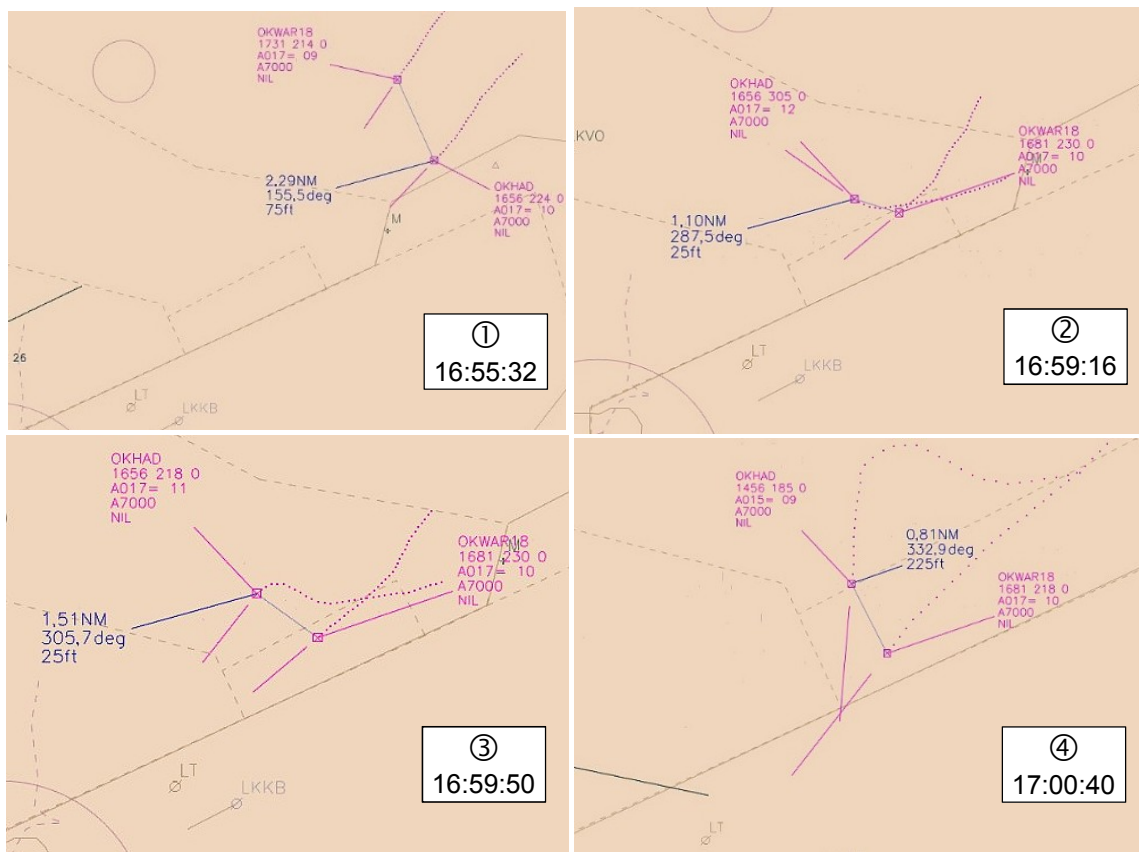 OKWAR18
1731 214 0
A017= 09
A7000
NIL
2,29NM
155,5deg
75ft
OKHAD
1656 224 0
A017= 10
A7000
NIL
M
26
LT
LKKB
①
16:55:32
OKHAD
1656 305 0
A017= 12
A7000
NIL
KVO
OKWAR18
1681 230 0
A017= 10
A7000
NIL
M
1,10NM
287,5deg
25ft
LT
LKKB
②
16:59:16
OKHAD
1656 218 0
A017= 11
A7000
NIL
OKWAR18
1681 230 0
A017= 10
A7000
NIL
M
1,51NM
305,7deg
25ft
LT
LKKB
③
16:59:50
OKHAD
1456 185 0
A015= 09
A7000
NIL
0,81NM
332,9deg
225ft
OKWAR18
1681 218 0
A017= 10
A7000
NIL
LT
④
17:00:40